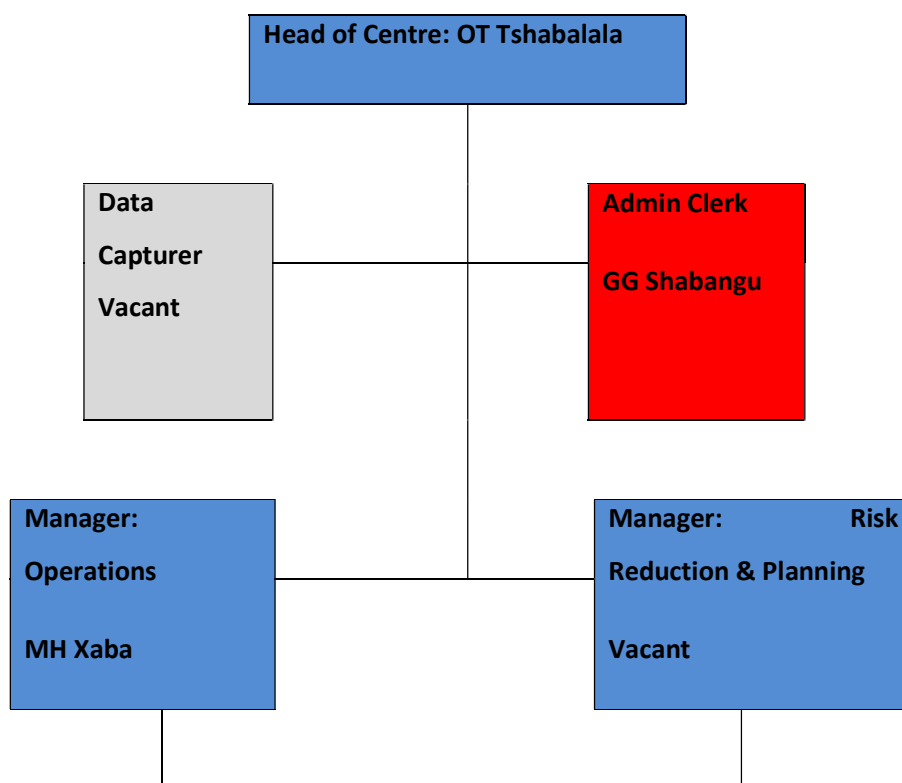 Head of Centre: OT Tshabalala
Data
Capturer
Vacant
Admin Clerk
GG Shabangu
Manager:
Operations
MH Xaba
Manager: Risk
Reduction & Planning
Vacant